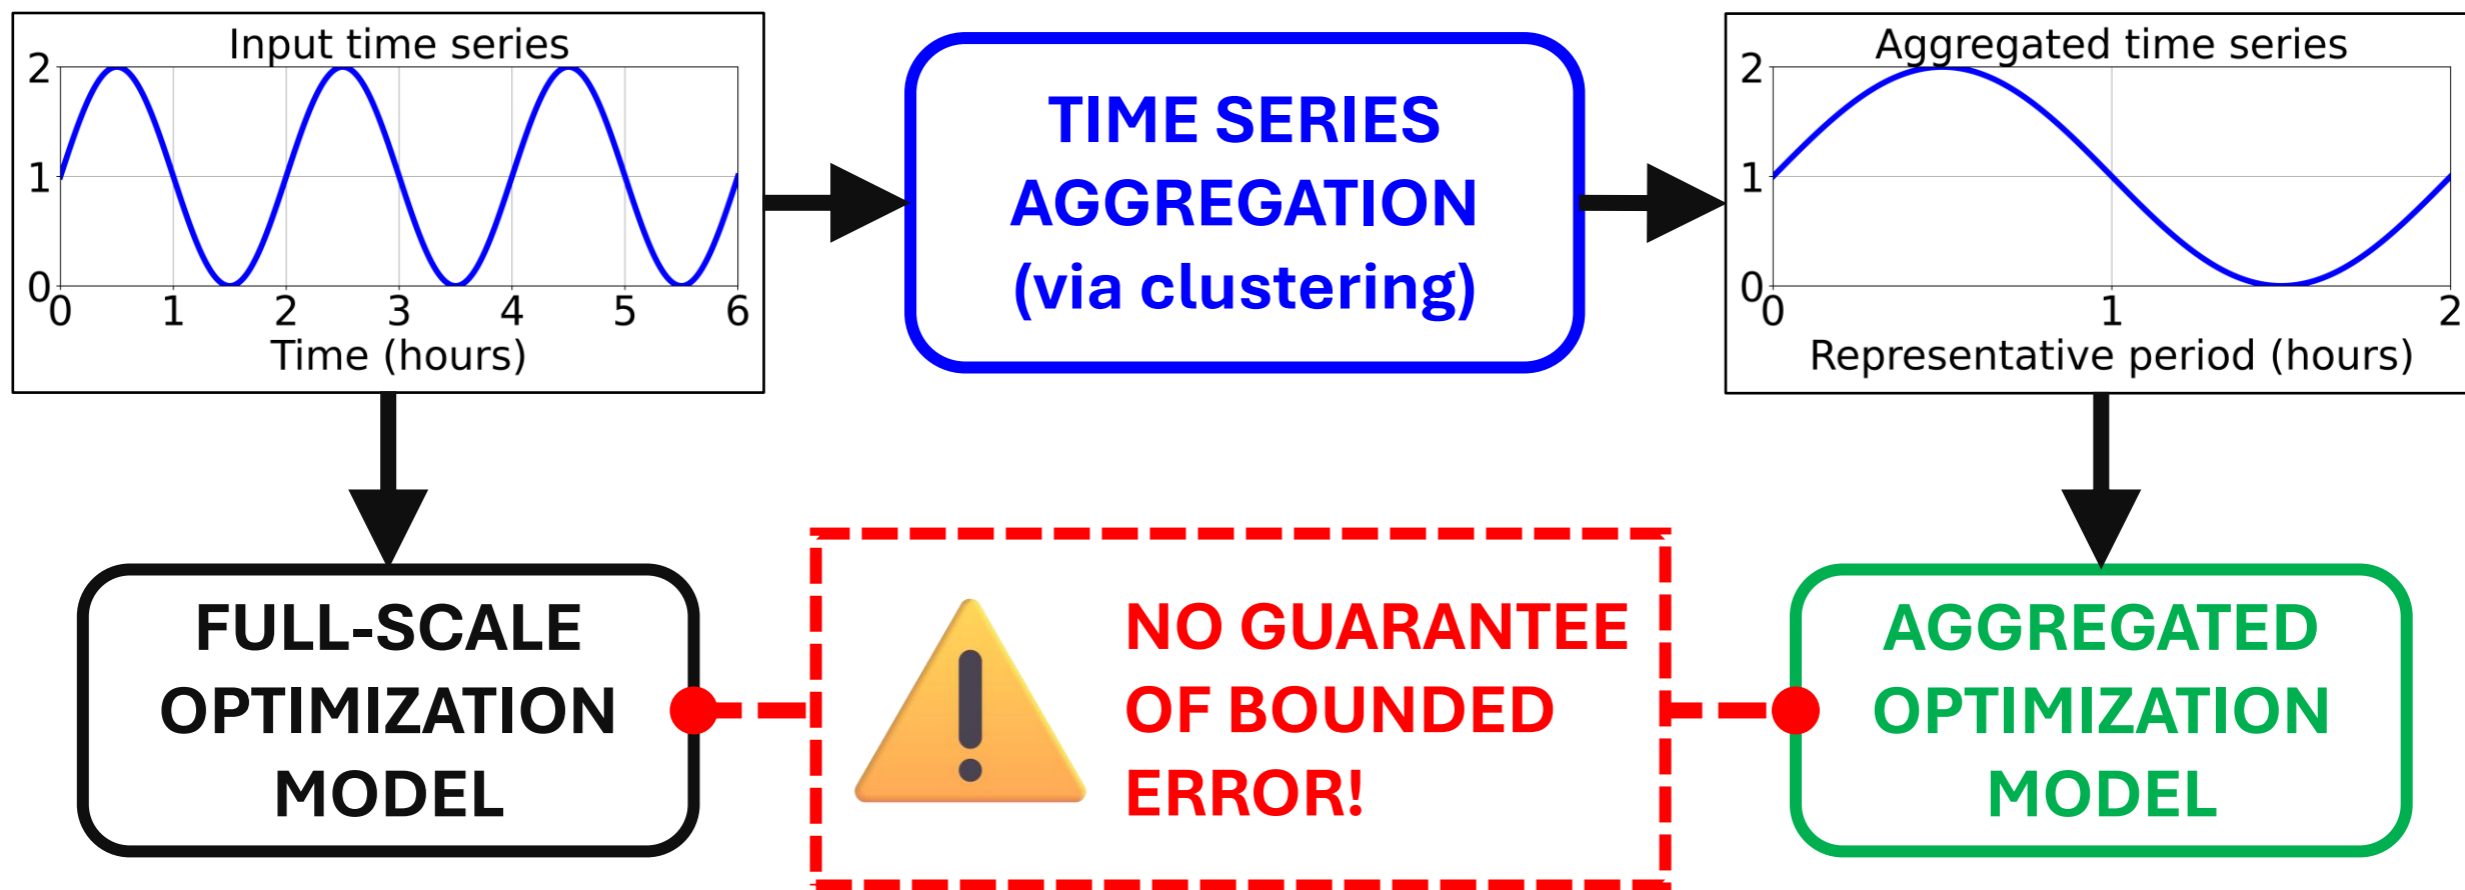 Input time series
2
1
0
0 1 2 3 4 5 6
Time (hours)
TIME SERIES
AGGREGATION
(via clustering)
Aggregated time series
2
1
0
0 1 2
Representative period (hours)
FULL-SCALE
OPTIMIZATION
MODEL
NO GUARANTEE
OF BOUNDED
ERROR!
AGGREGATED
OPTIMIZATION
MODEL